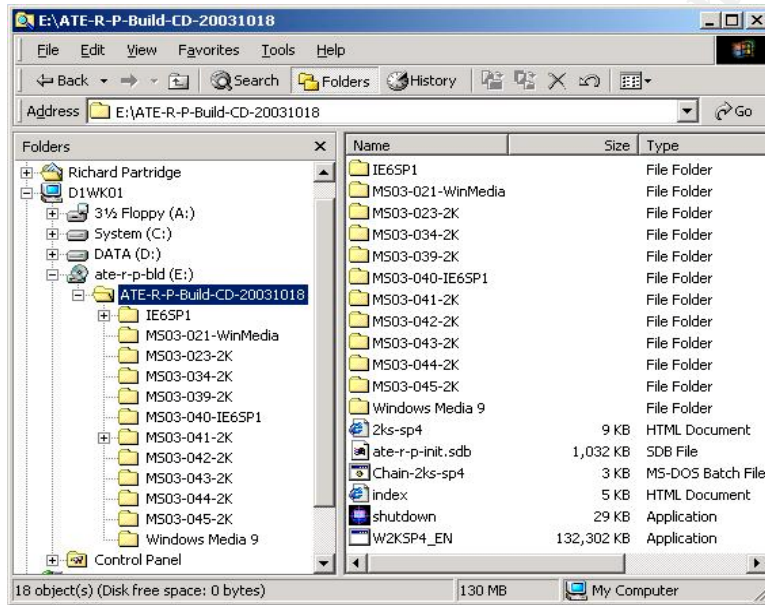 E:\ATE-R-P-Build-CD-20031018
File Edit View Favorites Tools Help
Back Search Folders History
Address E:\ATE-R-P-Build-CD-20031018 Go
Folders
Richard Partridge
D1WK01
3½ Floppy (A:)
System (C:)
DATA (D:)
ate-r-p-bld (E:)
ATE-R-P-Build-CD-20031018
IE6SP1
MS03-021-WinMedia
MS03-023-2K
MS03-034-2K
MS03-039-2K
MS03-040-IE6SP1
MS03-041-2K
MS03-042-2K
MS03-043-2K
MS03-044-2K
MS03-045-2K
Windows Media 9
Control Panel
Name Size Type
IE6SP1 File Folder
MS03-021-WinMedia File Folder
MS03-023-2K File Folder
MS03-034-2K File Folder
MS03-039-2K File Folder
MS03-040-IE6SP1 File Folder
MS03-041-2K File Folder
MS03-042-2K File Folder
MS03-043-2K File Folder
MS03-044-2K File Folder
MS03-045-2K File Folder
Windows Media 9 File Folder
2ks-sp4 9 KB HTML Document
ate-r-p-init.sdb 1,032 KB SDB File
Chain-2ks-sp4 3 KB MS-DOS Batch File
index 5 KB HTML Document
shutdown 29 KB Application
W2KSP4_EN 132,302 KB Application
18 object(s) (Disk free space: 0 bytes) 130 MB My Computer